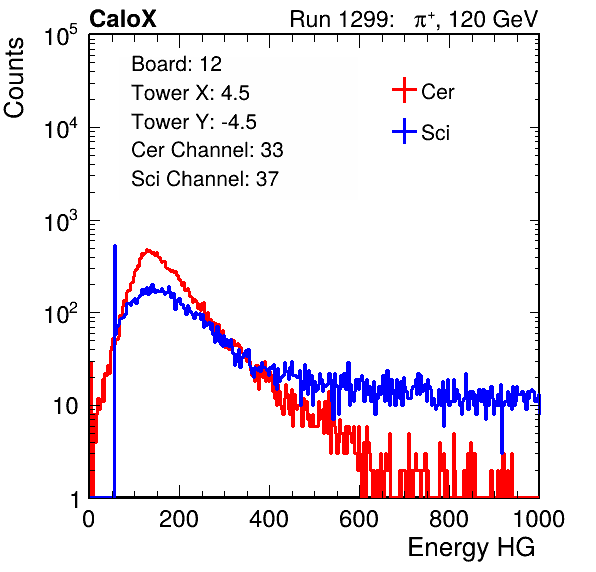 CaloX Run 1299: π⁺, 120 GeV
Counts
10⁵
10⁴
10³
10²
10
1
Board: 12
Tower X: 4.5
Tower Y: -4.5
Cer Channel: 33
Sci Channel: 37
Cer
Sci
0 200 400 600 800 1000
Energy HG